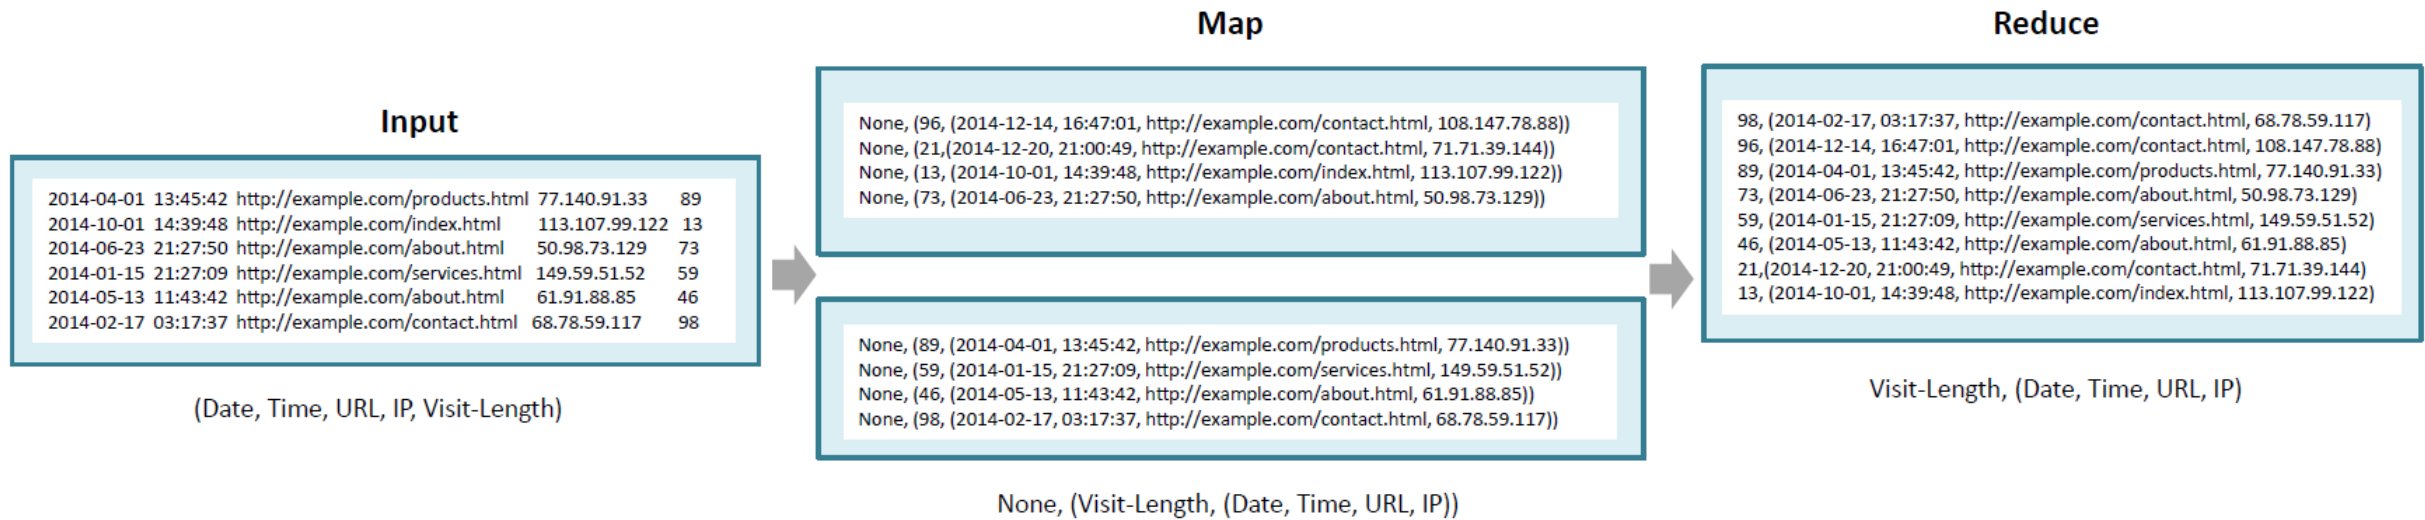 Input
2014-04-01 13:45:42 http://example.com/products.html 77.140.91.33 89
2014-10-01 14:39:48 http://example.com/index.html 113.107.99.122 13
2014-06-23 21:27:50 http://example.com/about.html 50.98.73.129 73
2014-01-15 21:27:09 http://example.com/services.html 149.59.51.52 59
2014-05-13 11:43:42 http://example.com/about.html 61.91.88.85 46
2014-02-17 03:17:37 http://example.com/contact.html 68.78.59.117 98
(Date, Time, URL, IP, Visit-Length)
Map
None, (96, (2014-12-14, 16:47:01, http://example.com/contact.html, 108.147.78.88))
None, (21,(2014-12-20, 21:00:49, http://example.com/contact.html, 71.71.39.144))
None, (13, (2014-10-01, 14:39:48, http://example.com/index.html, 113.107.99.122))
None, (73, (2014-06-23, 21:27:50, http://example.com/about.html, 50.98.73.129))
None, (89, (2014-04-01, 13:45:42, http://example.com/products.html, 77.140.91.33))
None, (59, (2014-01-15, 21:27:09, http://example.com/services.html, 149.59.51.52))
None, (46, (2014-05-13, 11:43:42, http://example.com/about.html, 61.91.88.85))
None, (98, (2014-02-17, 03:17:37, http://example.com/contact.html, 68.78.59.117))
None, (Visit-Length, (Date, Time, URL, IP))
Reduce
98, (2014-02-17, 03:17:37, http://example.com/contact.html, 68.78.59.117)
96, (2014-12-14, 16:47:01, http://example.com/contact.html, 108.147.78.88)
89, (2014-04-01, 13:45:42, http://example.com/products.html, 77.140.91.33)
73, (2014-06-23, 21:27:50, http://example.com/about.html, 50.98.73.129)
59, (2014-01-15, 21:27:09, http://example.com/services.html, 149.59.51.52)
46, (2014-05-13, 11:43:42, http://example.com/about.html, 61.91.88.85)
21,(2014-12-20, 21:00:49, http://example.com/contact.html, 71.71.39.144)
13, (2014-10-01, 14:39:48, http://example.com/index.html, 113.107.99.122)
Visit-Length, (Date, Time, URL, IP)